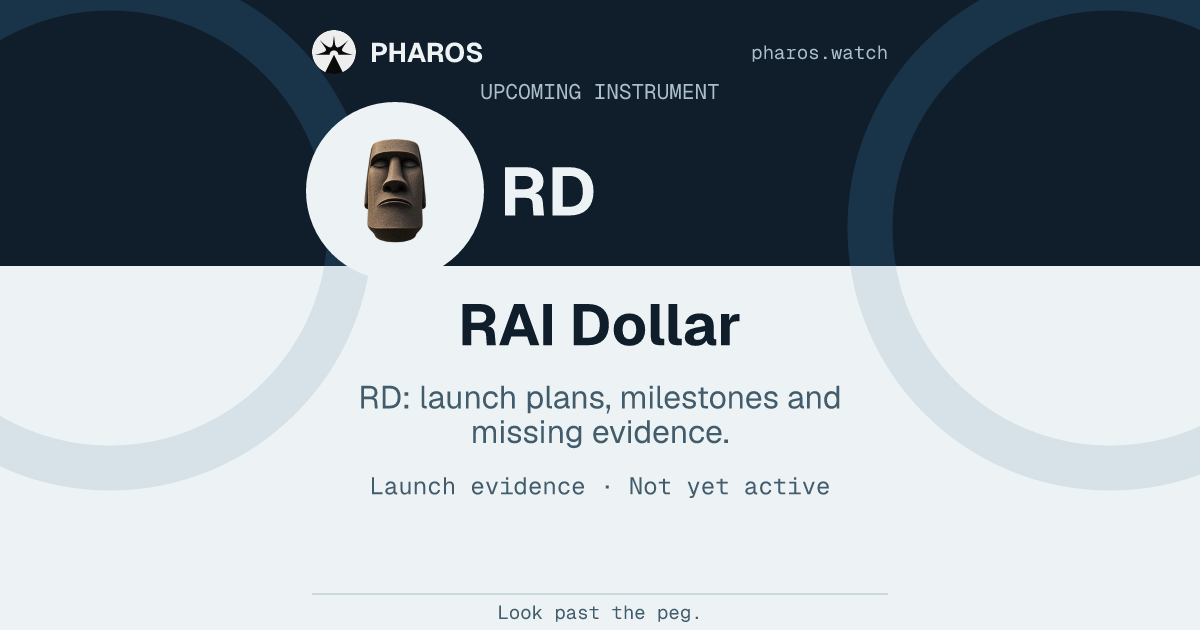 PHAROS
pharos.watch
UPCOMING INSTRUMENT
RD
RAI Dollar
RD: launch plans, milestones and
missing evidence.
Launch evidence · Not yet active
Look past the peg.